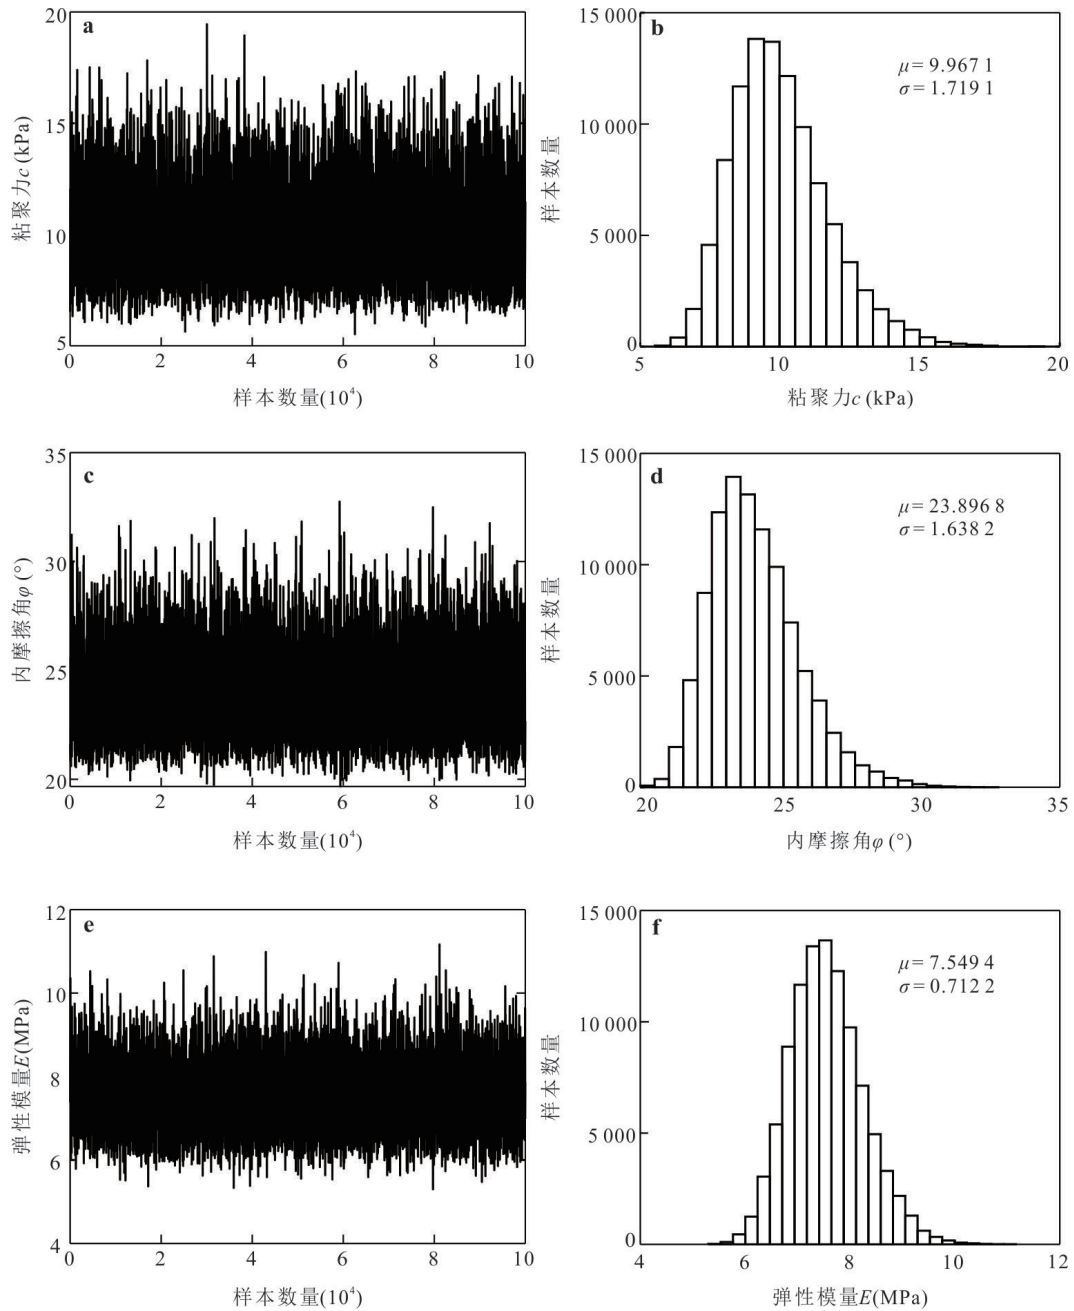 a
20
15
10
5
粘聚力c (kPa)
0 2 4 6 8 10
样本数量(10⁴)
b
μ= 9.967 1
σ= 1.719 1
15 000
10 000
5 000
0
样本数量
5 10 15 20
粘聚力c (kPa)
c
35
30
25
20
内摩擦角φ (°)
0 2 4 6 8 10
样本数量(10⁴)
d
μ= 23.896 8
σ= 1.638 2
15 000
10 000
5 000
0
样本数量
20 25 30 35
内摩擦角φ (°)
e
12
10
8
6
4
弹性模量E(MPa)
0 2 4 6 8 10
样本数量(10⁴)
f
μ= 7.549 4
σ= 0.712 2
15 000
10 000
5 000
0
样本数量
4 6 8 10 12
弹性模量E(MPa)